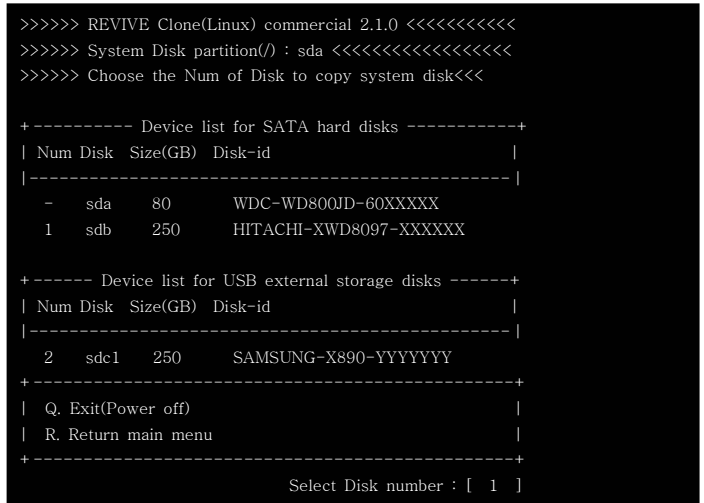 >>>>>> REVIVE Clone(Linux) commercial 2.1.0 <<<<<<<<<<<
>>>>>> System Disk partition(/) : sda <<<<<<<<<<<<<<<<<<
>>>>>> Choose the Num of Disk to copy system disk<<<
+---------- Device list for SATA hard disks -----------+
| Num Disk Size(GB) Disk-id |
|------------------------------------------------|
- sda 80 WDC-WD800JD-60XXXXX
1 sdb 250 HITACHI-XWD8097-XXXXXX
+------ Device list for USB external storage disks ------+
| Num Disk Size(GB) Disk-id |
|------------------------------------------------|
2 sdc1 250 SAMSUNG-X890-YYYYYYY
+------------------------------------------------+
| Q. Exit(Power off) |
| R. Return main menu |
+------------------------------------------------+
Select Disk number : [ 1 ]